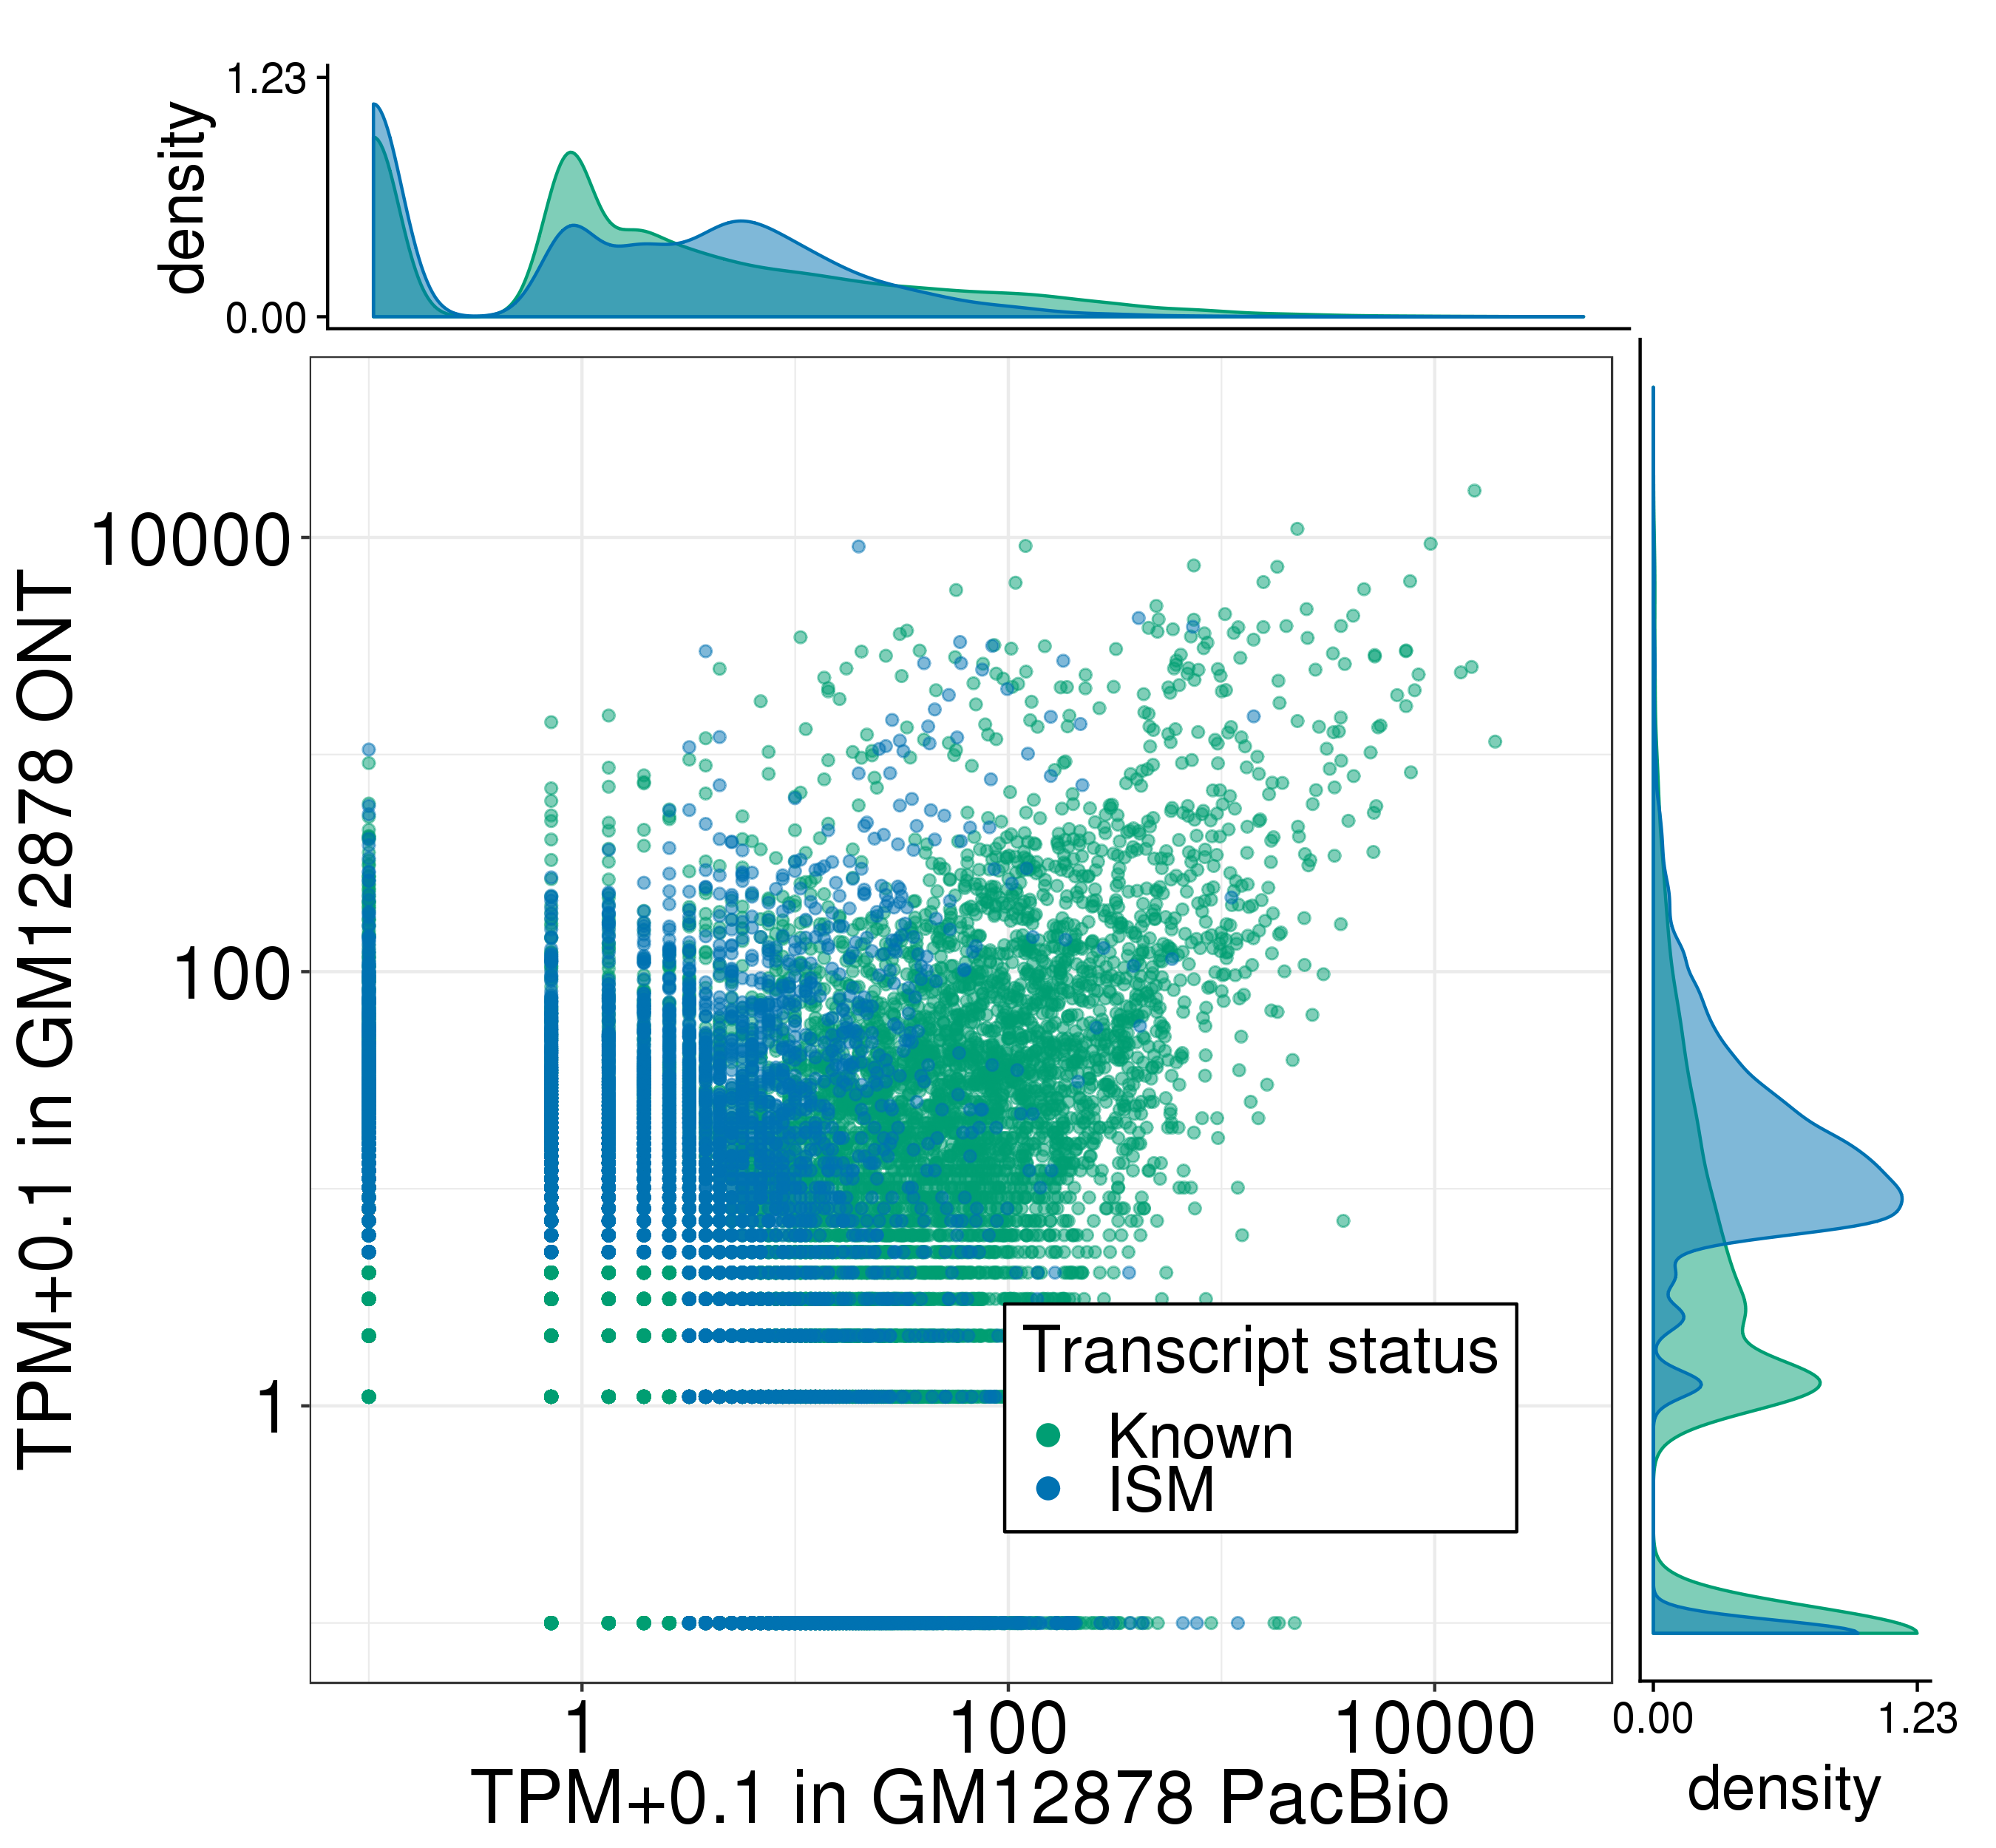 1.23
density
0.00
10000
TPM+0.1 in GM12878 ONT
100
1
Transcript status
Known
ISM
1
100
10000
TPM+0.1 in GM12878 PacBio
0.00
1.23
density